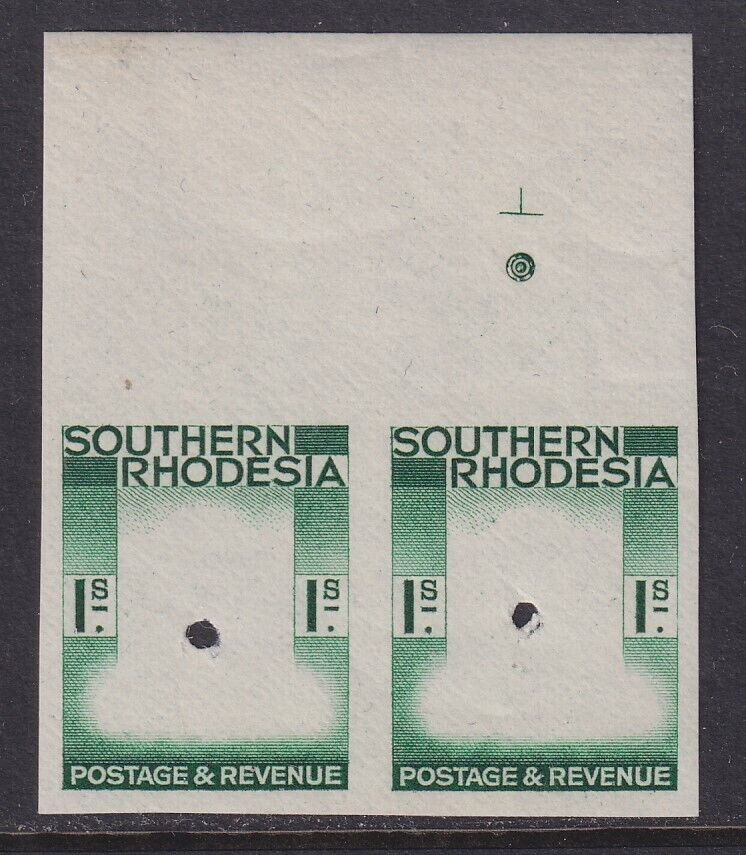 SOUTHERN
RHODESIA
1s. 1s.
POSTAGE & REVENUE
SOUTHERN
RHODESIA
1s. 1s.
POSTAGE & REVENUE